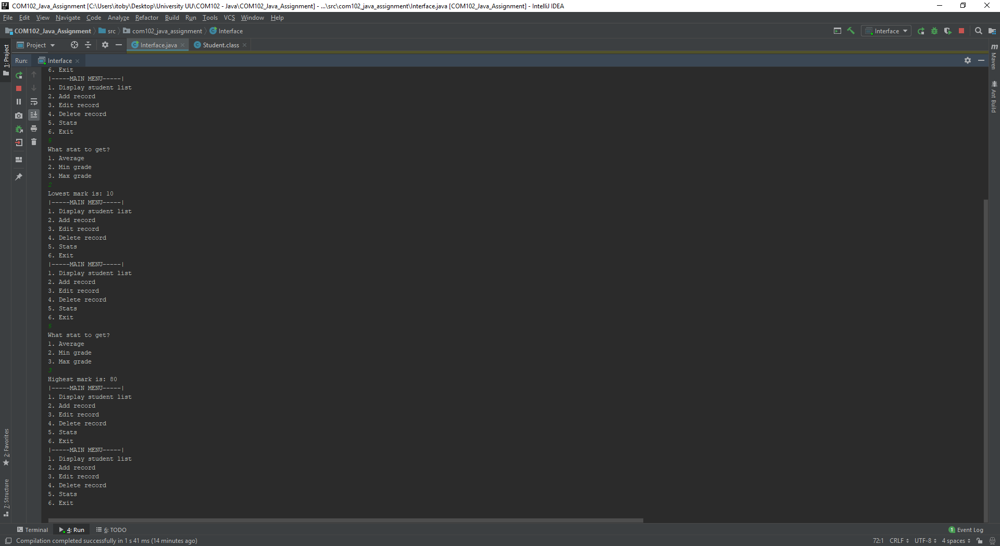 COM102_Java_Assignment [C:\Users\itoby\Desktop\University UU\COM102 - Java\COM102_Java_Assignment] - ...\src\com102_java_assignment\Interface.java [COM102_Java_Assignment] - IntelliJ IDEA
File Edit View Navigate Code Analyze Refactor Build Run Tools VCS Window Help
COM102_Java_Assignment src com102_java_assignment Interface Interface
Project Interface.java Student.class
Run: Interface
6. Exit
|-----MAIN MENU-----|
1. Display student list
2. Add record
3. Edit record
4. Delete record
5. Stats
6. Exit
5
What stat to get?
1. Average
2. Min grade
3. Max grade
2
Lowest mark is: 10
|-----MAIN MENU-----|
1. Display student list
2. Add record
3. Edit record
4. Delete record
5. Stats
6. Exit
|-----MAIN MENU-----|
1. Display student list
2. Add record
3. Edit record
4. Delete record
5. Stats
6. Exit
5
What stat to get?
1. Average
2. Min grade
3. Max grade
3
Highest mark is: 80
|-----MAIN MENU-----|
1. Display student list
2. Add record
3. Edit record
4. Delete record
5. Stats
6. Exit
|-----MAIN MENU-----|
1. Display student list
2. Add record
3. Edit record
4. Delete record
5. Stats
6. Exit
1: Project
2: Favorites
7: Structure
m Maven
Ant Build
Terminal 4: Run 6: TODO 1 Event Log
Compilation completed successfully in 1 s 41 ms (14 minutes ago) 72:1 CRLF UTF-8 4 spaces